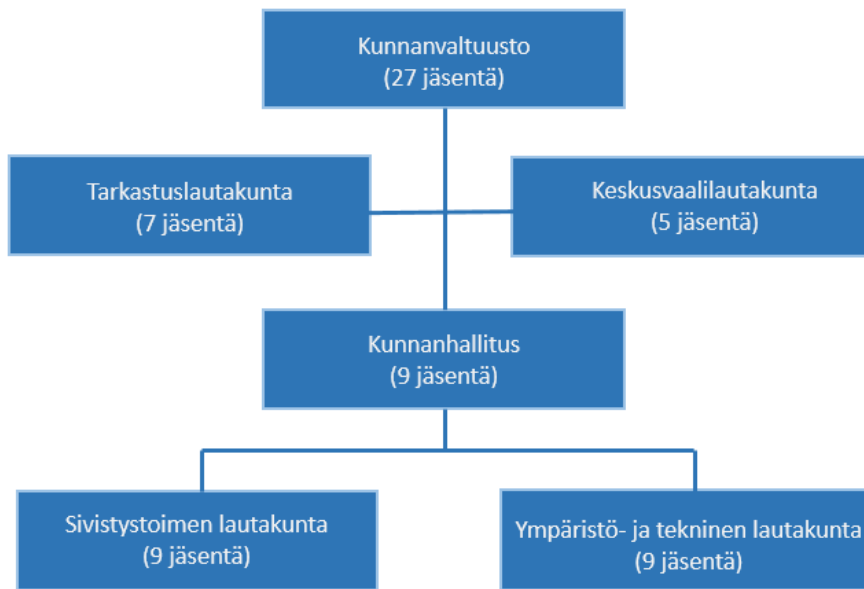 Kunnanvaltuusto
(27 jäsentä)
Tarkastuslautakunta
(7 jäsentä)
Keskusvaalilautakunta
(5 jäsentä)
Kunnanhallitus
(9 jäsentä)
Sivistystoimen lautakunta
(9 jäsentä)
Ympäristö- ja tekninen lautakunta
(9 jäsentä)